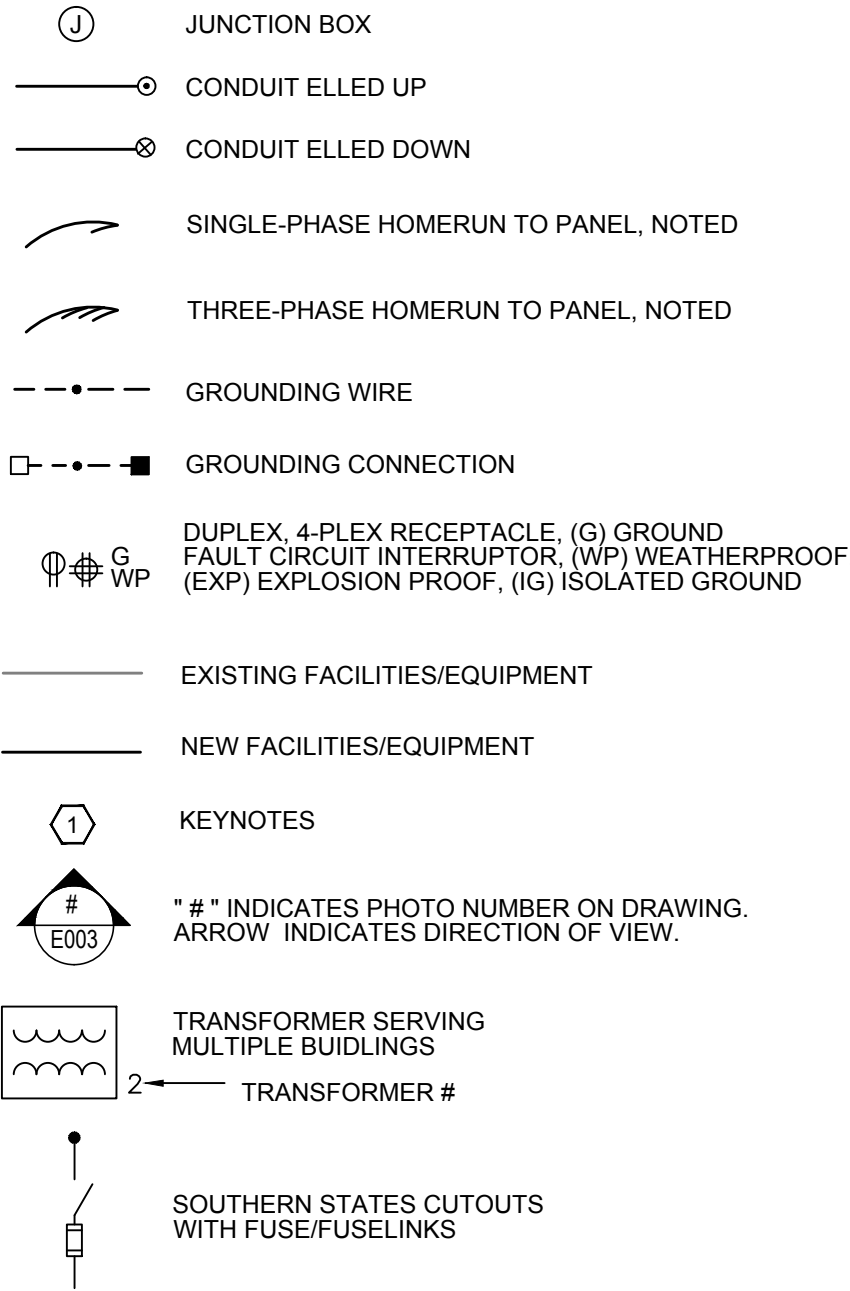 J JUNCTION BOX
CONDUIT ELLED UP
CONDUIT ELLED DOWN
SINGLE-PHASE HOMERUN TO PANEL, NOTED
THREE-PHASE HOMERUN TO PANEL, NOTED
GROUNDING WIRE
GROUNDING CONNECTION
G
WP
DUPLEX, 4-PLEX RECEPTACLE, (G) GROUND
FAULT CIRCUIT INTERRUPTOR, (WP) WEATHERPROOF
(EXP) EXPLOSION PROOF, (IG) ISOLATED GROUND
EXISTING FACILITIES/EQUIPMENT
NEW FACILITIES/EQUIPMENT
1 KEYNOTES
#
E003
" # " INDICATES PHOTO NUMBER ON DRAWING.
ARROW INDICATES DIRECTION OF VIEW.
TRANSFORMER SERVING
MULTIPLE BUIDLINGS
2 TRANSFORMER #
SOUTHERN STATES CUTOUTS
WITH FUSE/FUSELINKS